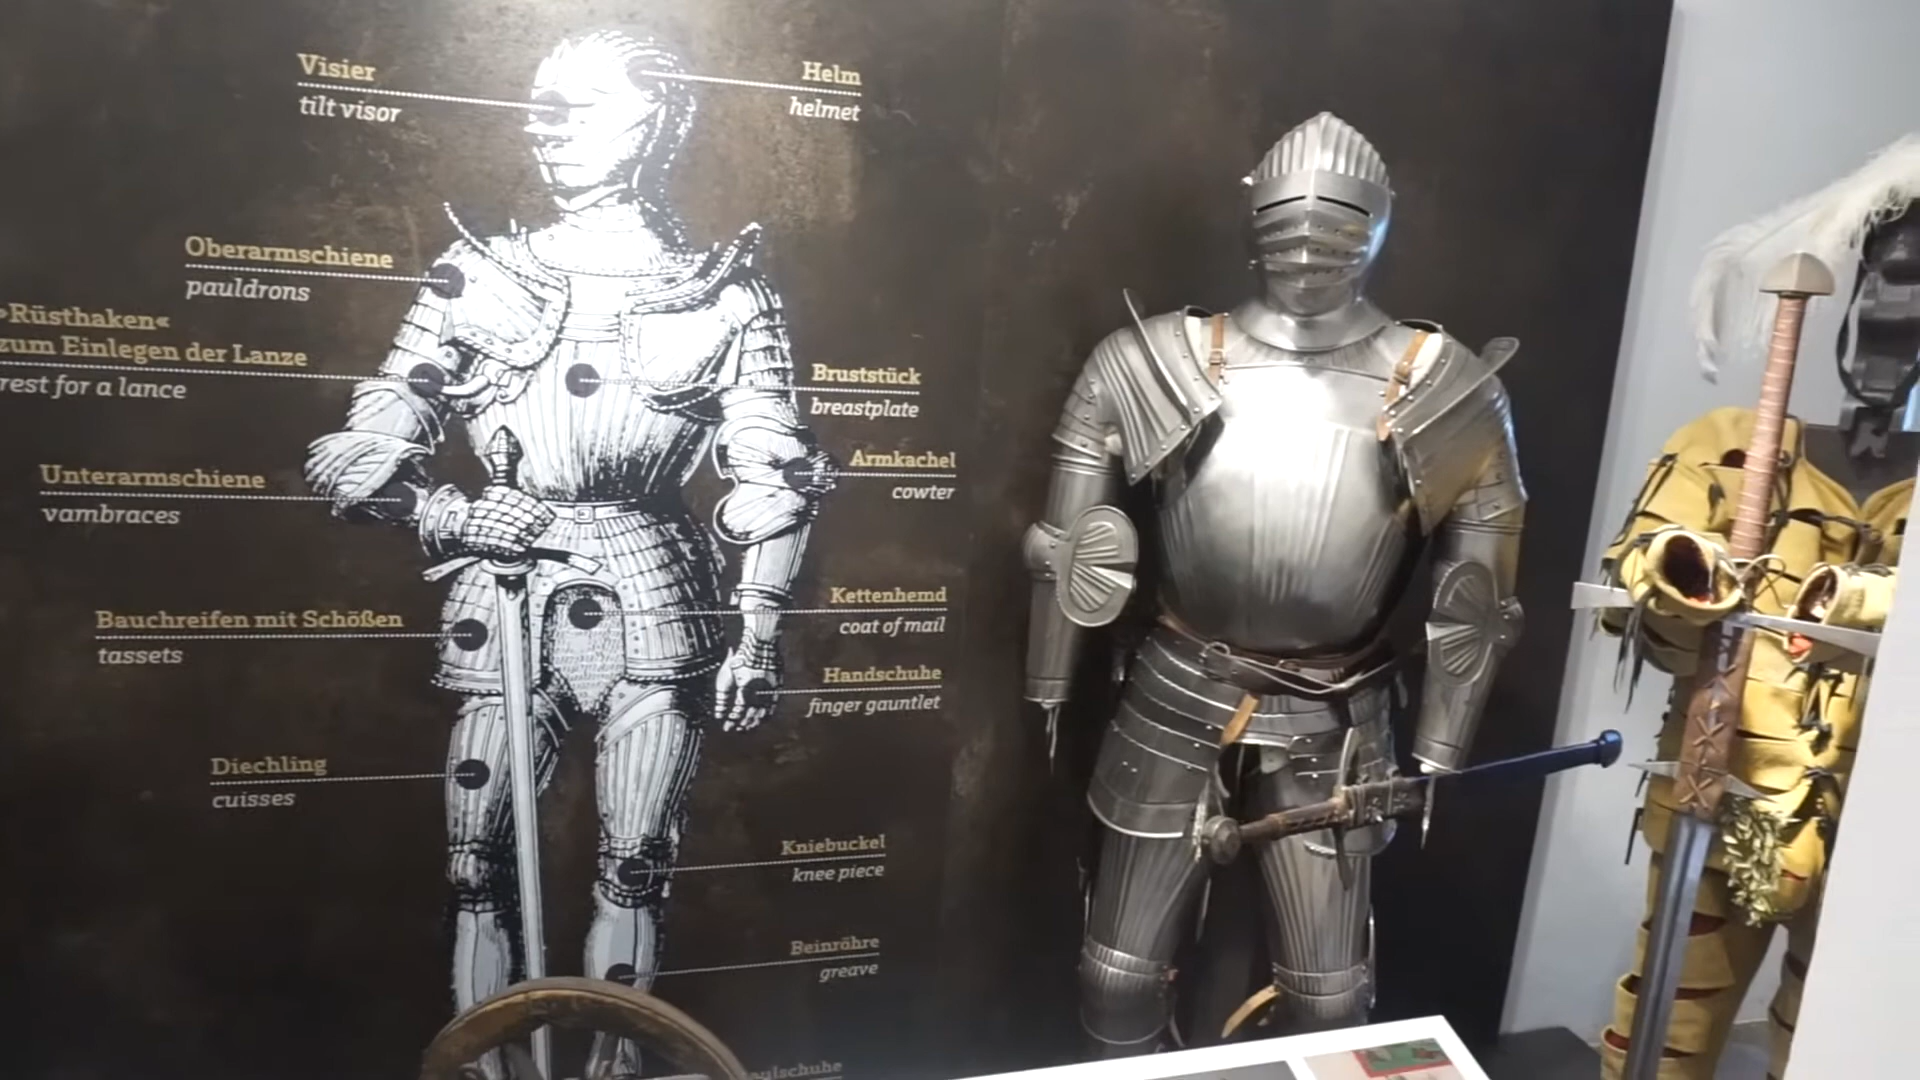 Visier
tilt visor
Helm
helmet
Oberarmschiene
pauldrons
»Rüsthaken«
zum Einlegen der Lanze
rest for a lance
Bruststück
breastplate
Armkachel
cowter
Unterarmschiene
vambraces
Kettenhemd
coat of mail
Bauchreifen mit Schößen
tassets
Handschuhe
finger gauntlet
Diechling
cuisses
Kniebuckel
knee piece
Beinröhre
greave